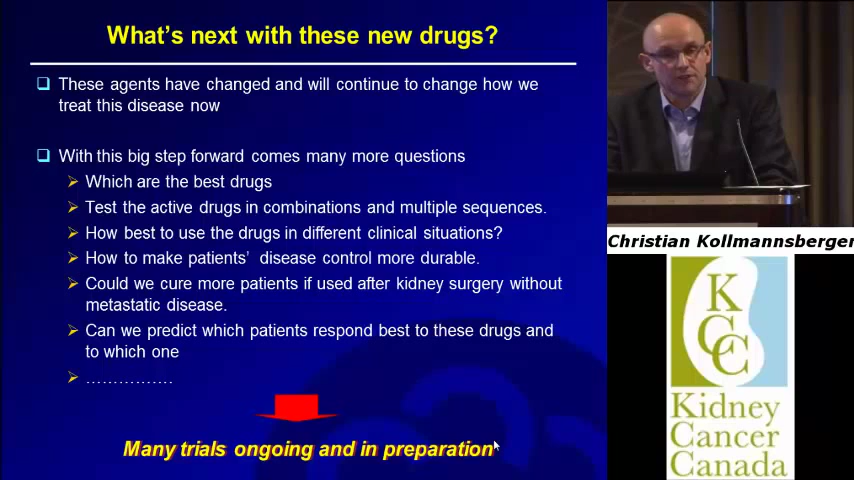 What's next with these new drugs?
These agents have changed and will continue to change how we
treat this disease now
With this big step forward comes many more questions
Which are the best drugs
Test the active drugs in combinations and multiple sequences.
How best to use the drugs in different clinical situations?
How to make patients' disease control more durable.
Could we cure more patients if used after kidney surgery without
metastatic disease.
Can we predict which patients respond best to these drugs and
to which one
……………
Many trials ongoing and in preparation
Christian Kollmannsberger
KCC
Kidney
Cancer
Canada